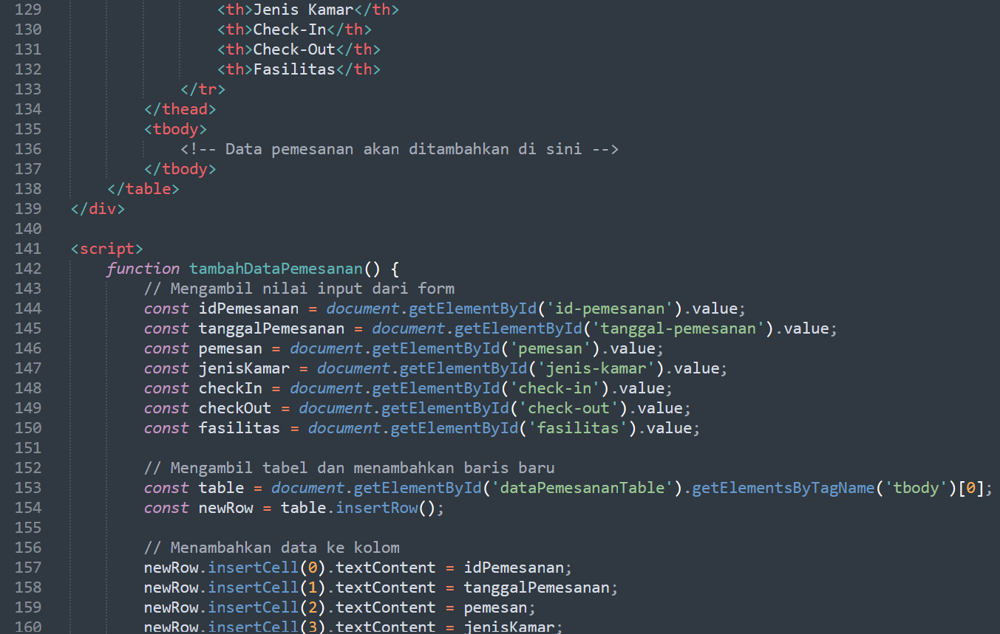 129 <th>Jenis Kamar</th>
130 <th>Check-In</th>
131 <th>Check-Out</th>
132 <th>Fasilitas</th>
133 </tr>
134 </thead>
135 <tbody>
136 <!-- Data pemesanan akan ditambahkan di sini -->
137 </tbody>
138 </table>
139 </div>
140
141 <script>
142 function tambahDataPemesanan() {
143 // Mengambil nilai input dari form
144 const idPemesanan = document.getElementById('id-pemesanan').value;
145 const tanggalPemesanan = document.getElementById('tanggal-pemesanan').value;
146 const pemesan = document.getElementById('pemesan').value;
147 const jenisKamar = document.getElementById('jenis-kamar').value;
148 const checkIn = document.getElementById('check-in').value;
149 const checkOut = document.getElementById('check-out').value;
150 const fasilitas = document.getElementById('fasilitas').value;
151
152 // Mengambil tabel dan menambahkan baris baru
153 const table = document.getElementById('dataPemesananTable').getElementsByTagName('tbody')[0];
154 const newRow = table.insertRow();
155
156 // Menambahkan data ke kolom
157 newRow.insertCell(0).textContent = idPemesanan;
158 newRow.insertCell(1).textContent = tanggalPemesanan;
159 newRow.insertCell(2).textContent = pemesan;
160 newRow.insertCell(3).textContent = jenisKamar;